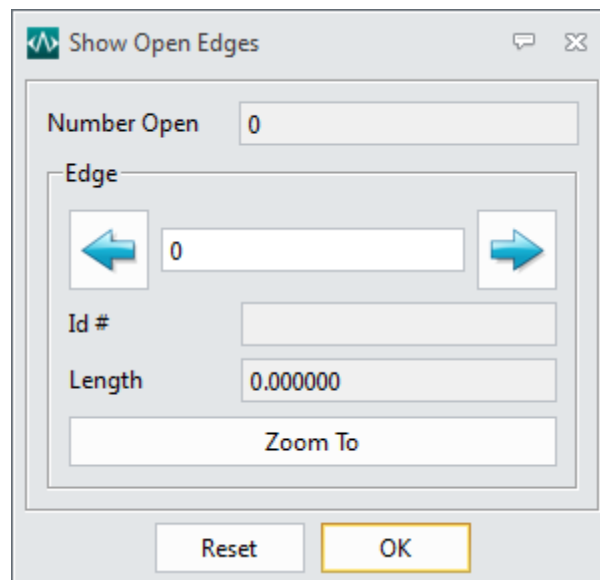 Show Open Edges
Number Open 0
Edge
0
Id #
Length 0.000000
Zoom To
Reset OK